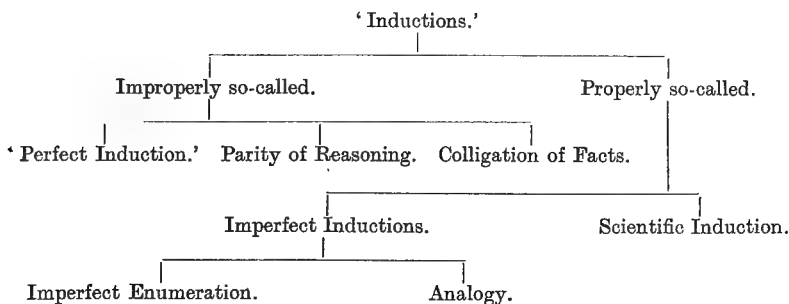 ‘ Inductions.’
Improperly so-called. Properly so-called.
‘ Perfect Induction.’ Parity of Reasoning. Colligation of Facts.
Imperfect Inductions. Scientific Induction.
Imperfect Enumeration. Analogy.